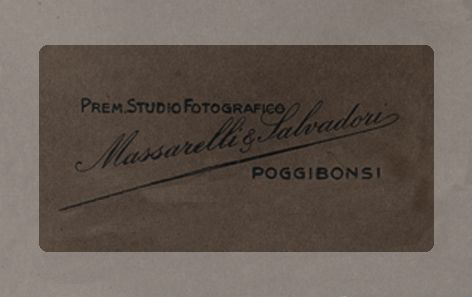 PREM. STUDIO FOTOGRAFICO
Massarelli & Salvadori
POGGIBONSI